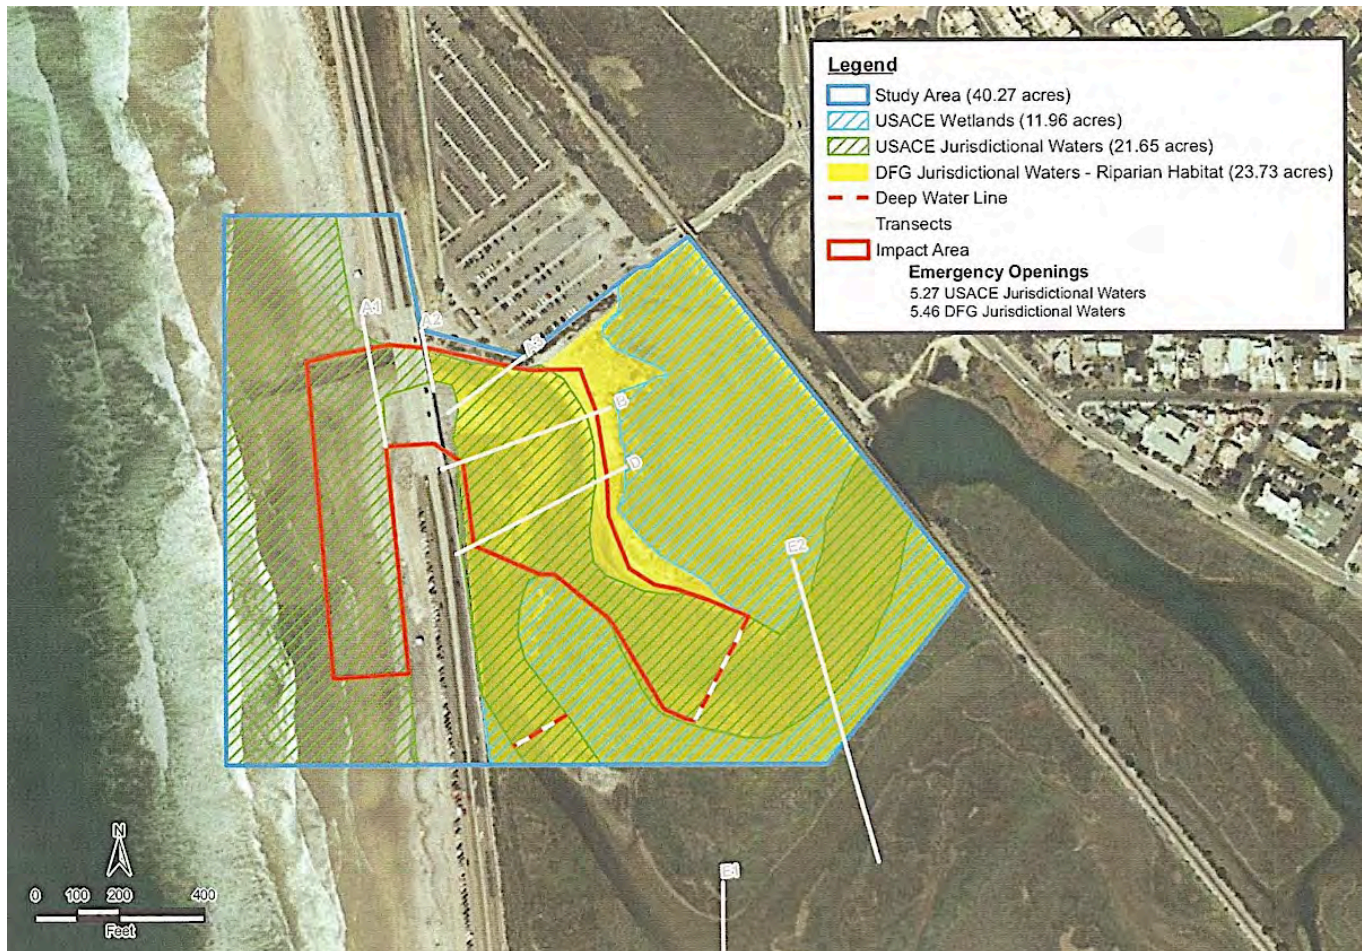 Legend
Study Area (40.27 acres)
USACE Wetlands (11.96 acres)
USACE Jurisdictional Waters (21.65 acres)
DFG Jurisdictional Waters - Riparian Habitat (23.73 acres)
Deep Water Line
Transects
Impact Area
Emergency Openings
5.27 USACE Jurisdictional Waters
5.46 DFG Jurisdictional Waters
A1
A2
A3
B
D
E2
E1
N
0 100 200 400
Feet